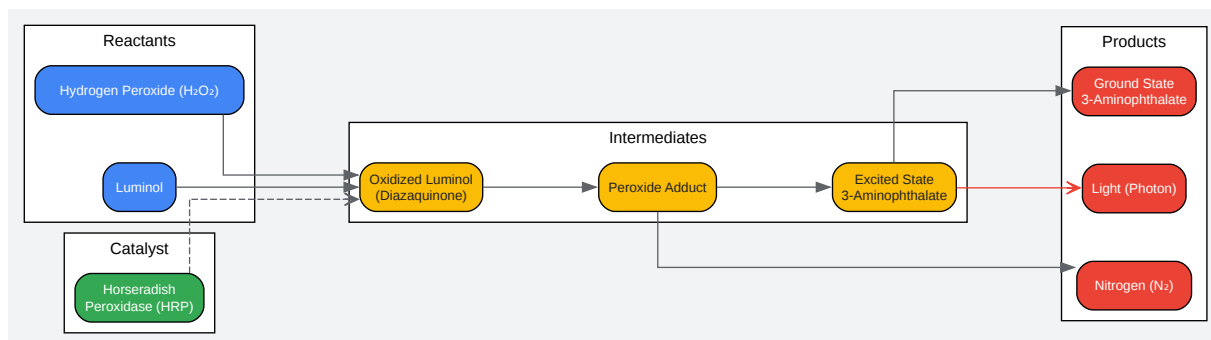 Reactants
Hydrogen Peroxide (H₂O₂)
Luminol
Catalyst
Horseradish
Peroxidase (HRP)
Intermediates
Oxidized Luminol
(Diazaquinone)
Peroxide Adduct
Excited State
3-Aminophthalate
Products
Ground State
3-Aminophthalate
Light (Photon)
Nitrogen (N₂)